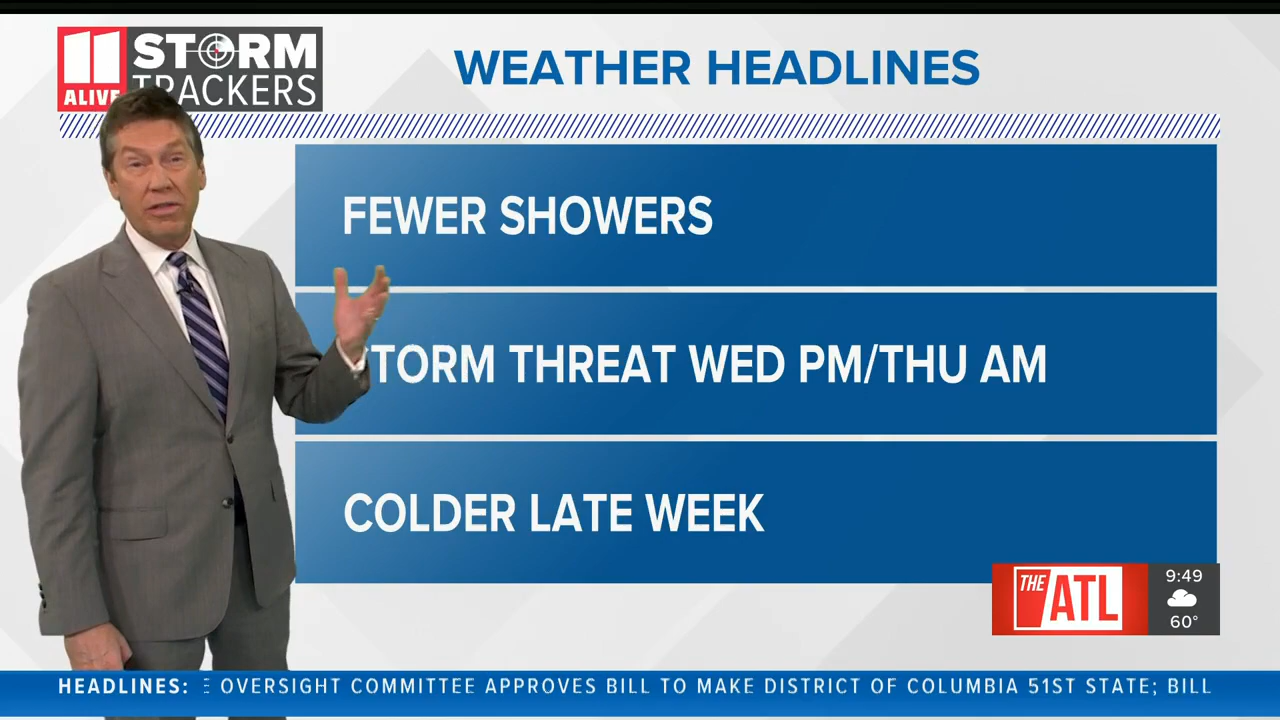 11
ALIVE
STORM
TRACKERS
WEATHER HEADLINES
FEWER SHOWERS
STORM THREAT WED PM/THU AM
COLDER LATE WEEK
THE ATL
9:49
60°
HEADLINES: E OVERSIGHT COMMITTEE APPROVES BILL TO MAKE DISTRICT OF COLUMBIA 51ST STATE; BILL